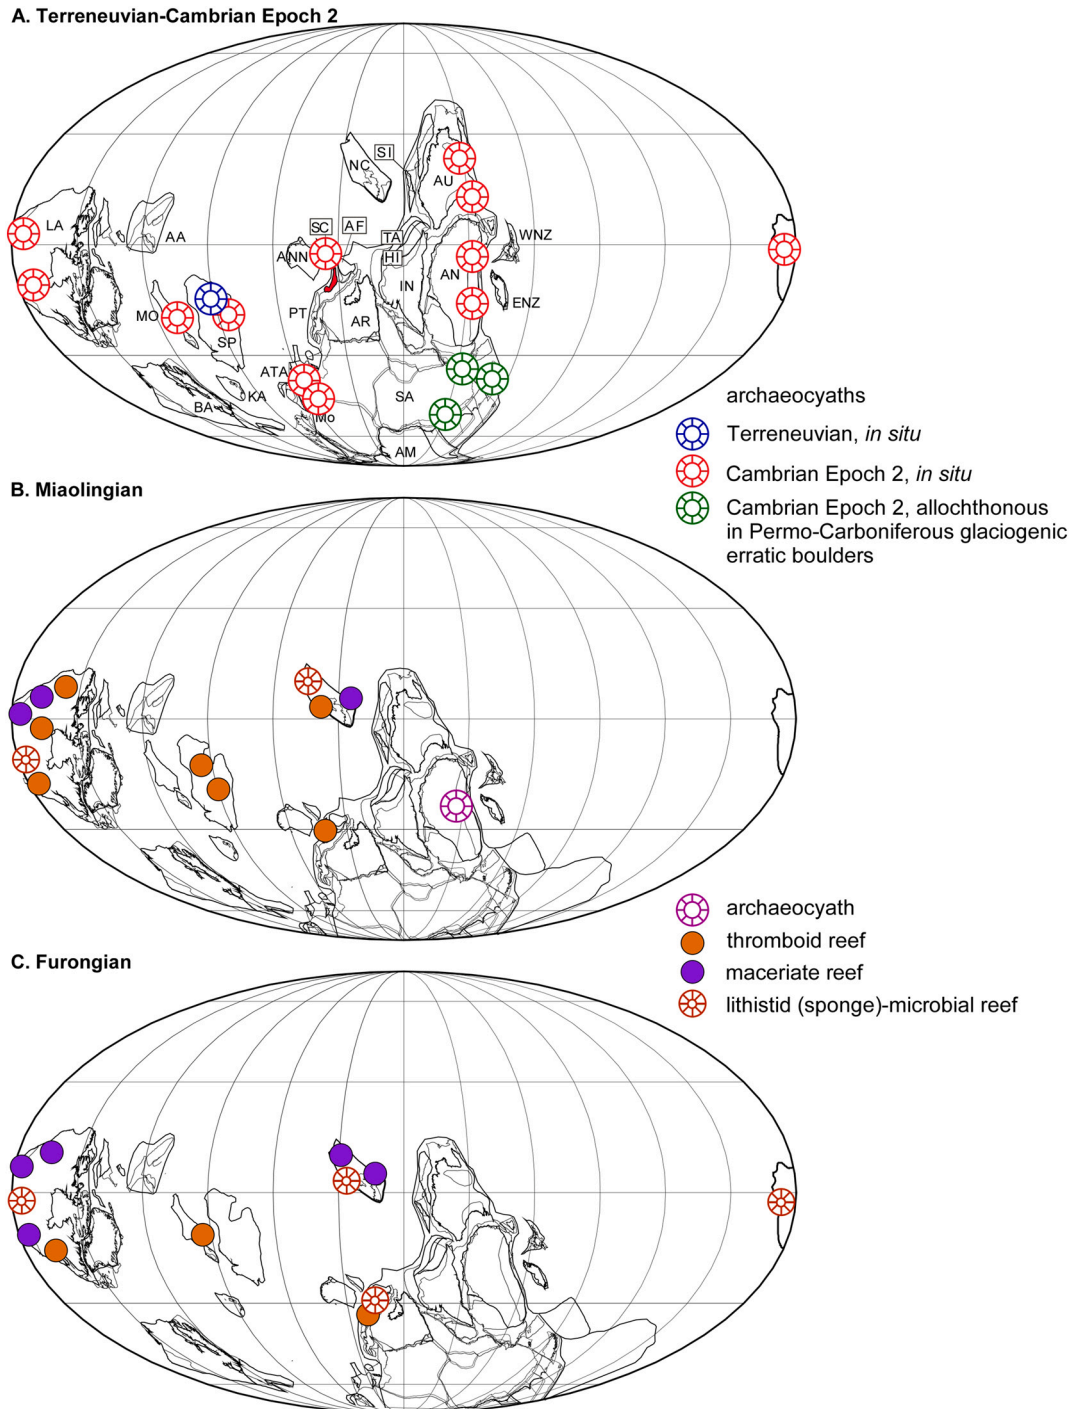 A. Terreneuvian-Cambrian Epoch 2
NC
SI
AU
LA
AA
SC
AF
TA
WNZ
ANN
HI
AN
IN
ENZ
MO
PT
AR
SP
ATA
KA
SA
BA
Mo
AM
archaeocyaths
Terreneuvian, in situ
Cambrian Epoch 2, in situ
Cambrian Epoch 2, allochthonous
in Permo-Carboniferous glaciogenic
erratic boulders
B. Miaolingian
archaeocyath
thromboid reef
maceriate reef
lithistid (sponge)-microbial reef
C. Furongian